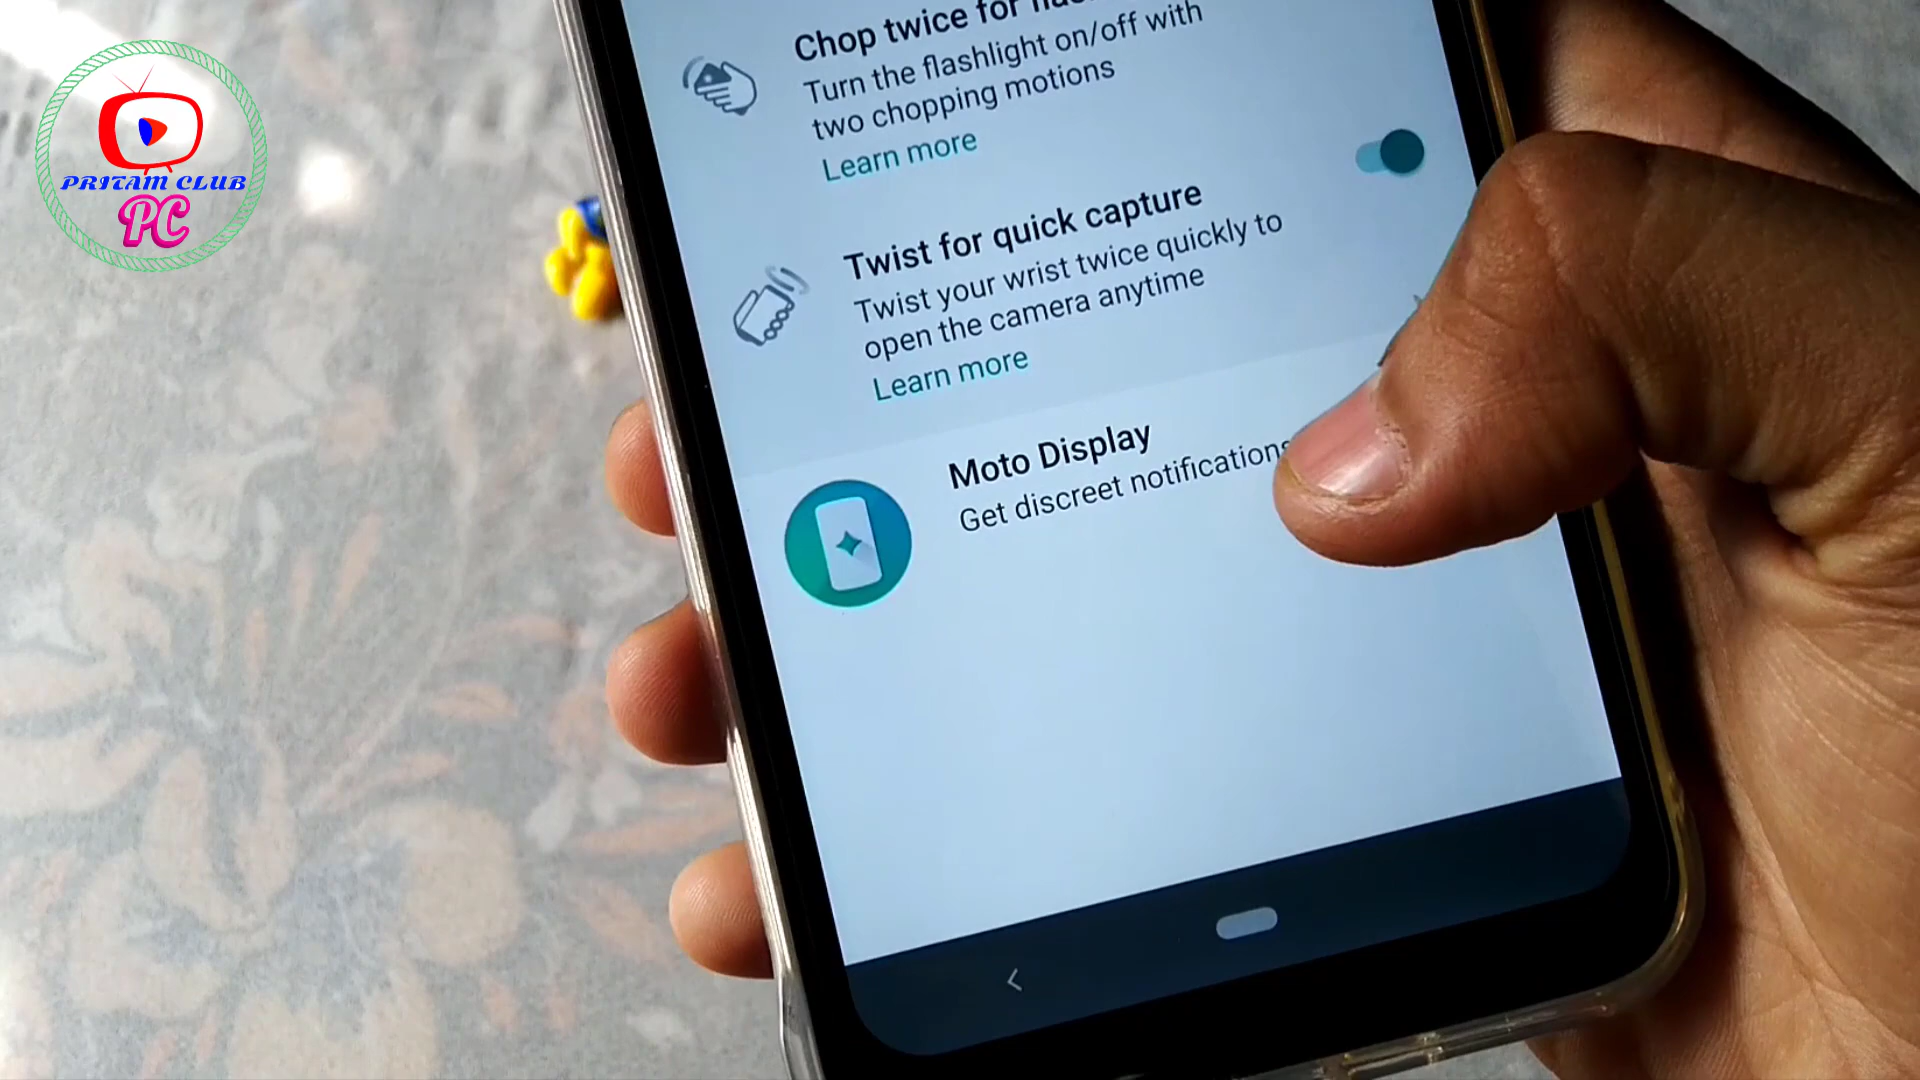 PRITAM CLUB
PC
Chop twice for
Turn the flashlight on/off with
two chopping motions
Learn more
Twist for quick capture
Twist your wrist twice quickly to
open the camera anytime
Learn more
Moto Display
Get discreet notifications